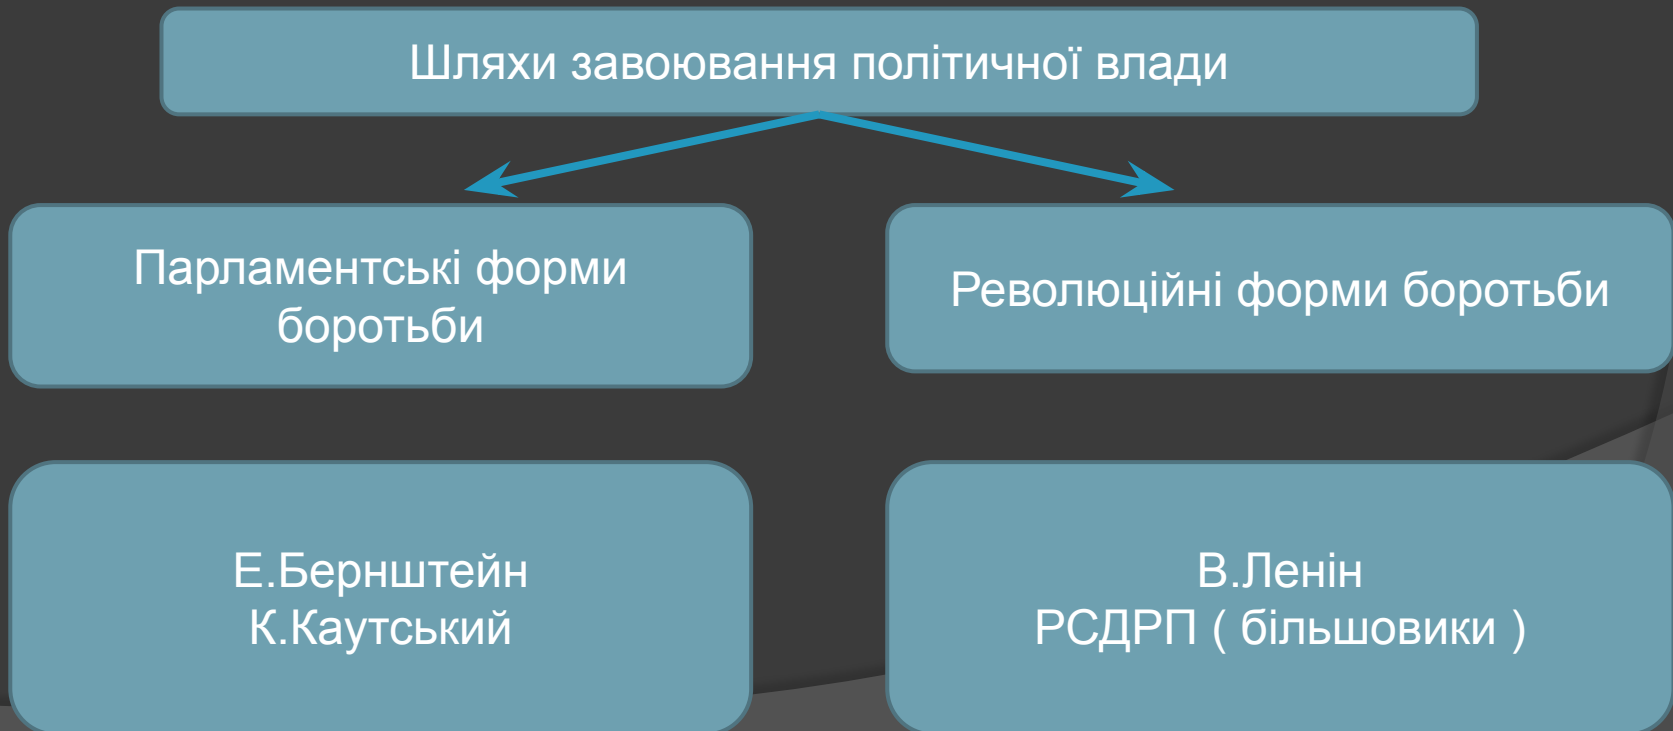 Шляхи завоювання політичної влади
Парламентські форми
боротьби
Революційні форми боротьби
Е.Бернштейн
К.Каутський
В.Ленін
РСДРП ( більшовики )